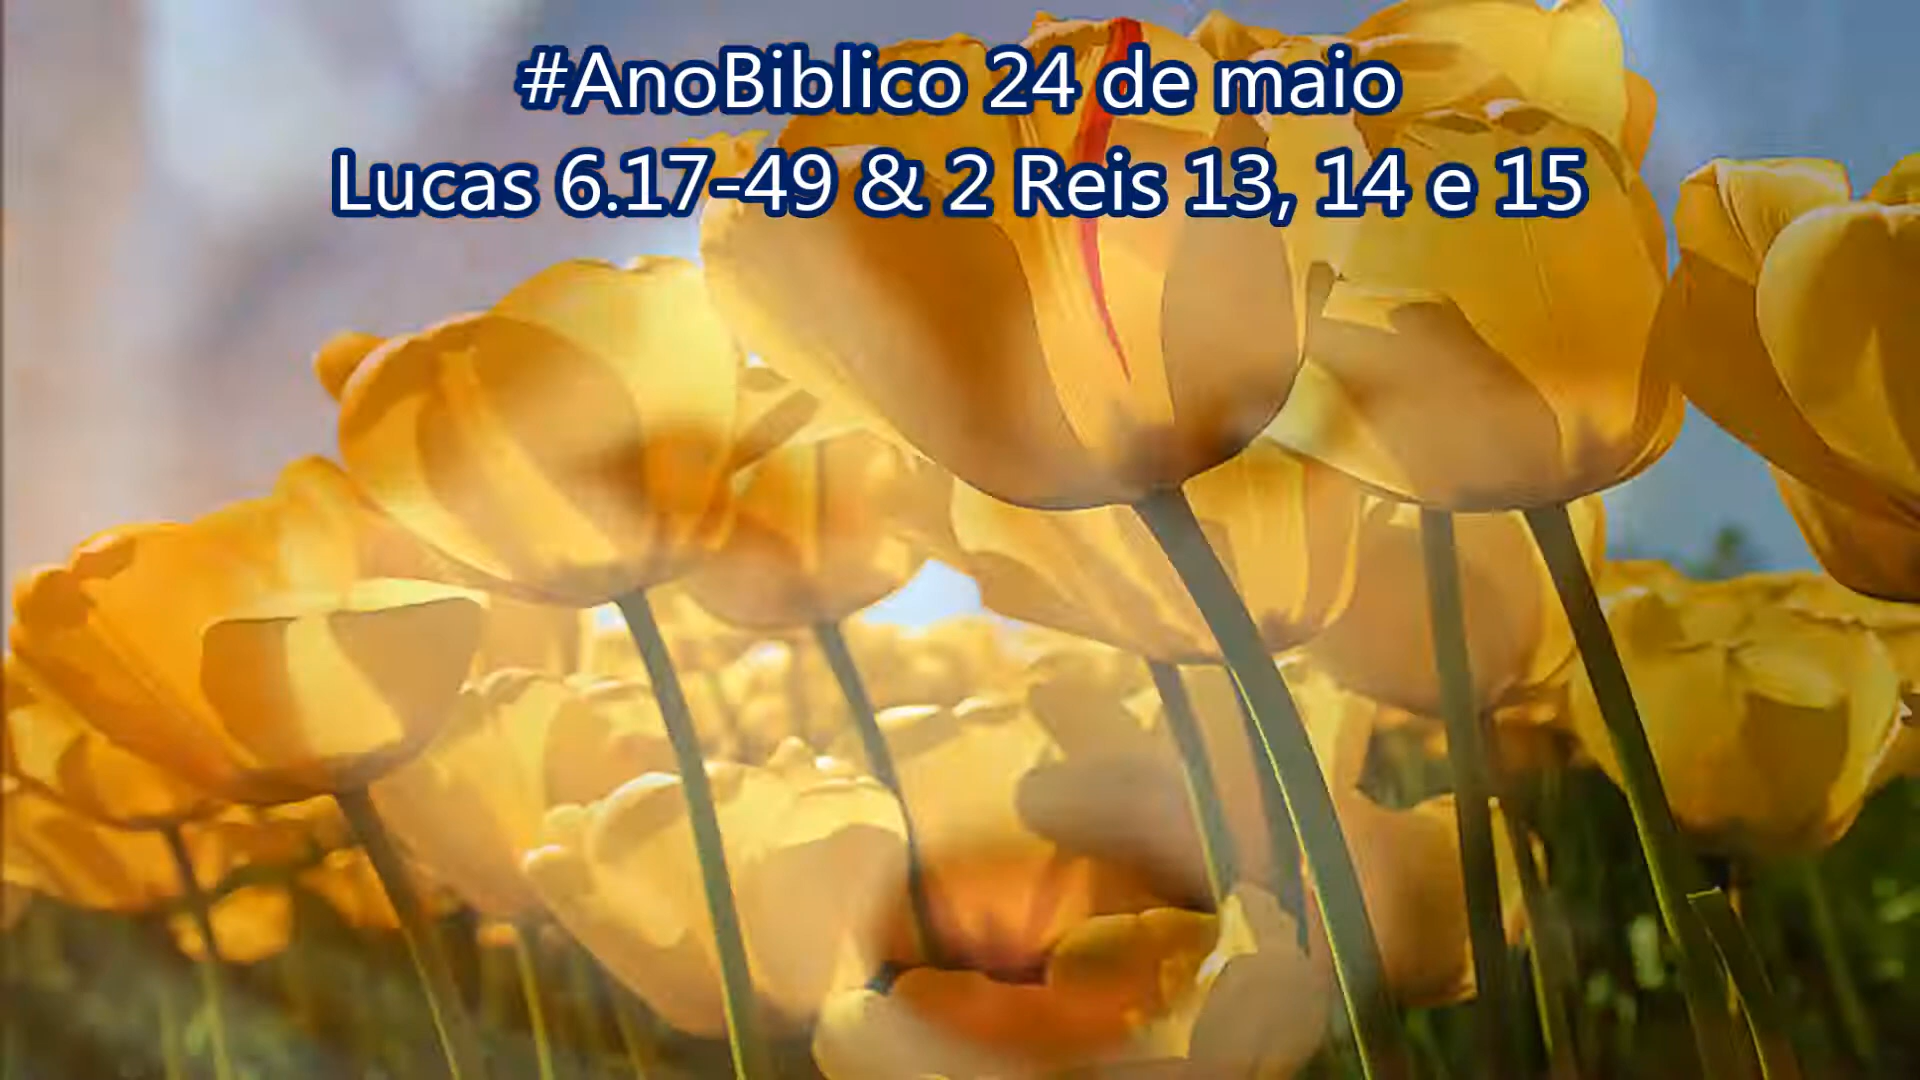 #AnoBiblico 24 de maio
Lucas 6.17-49 & 2 Reis 13, 14 e 15